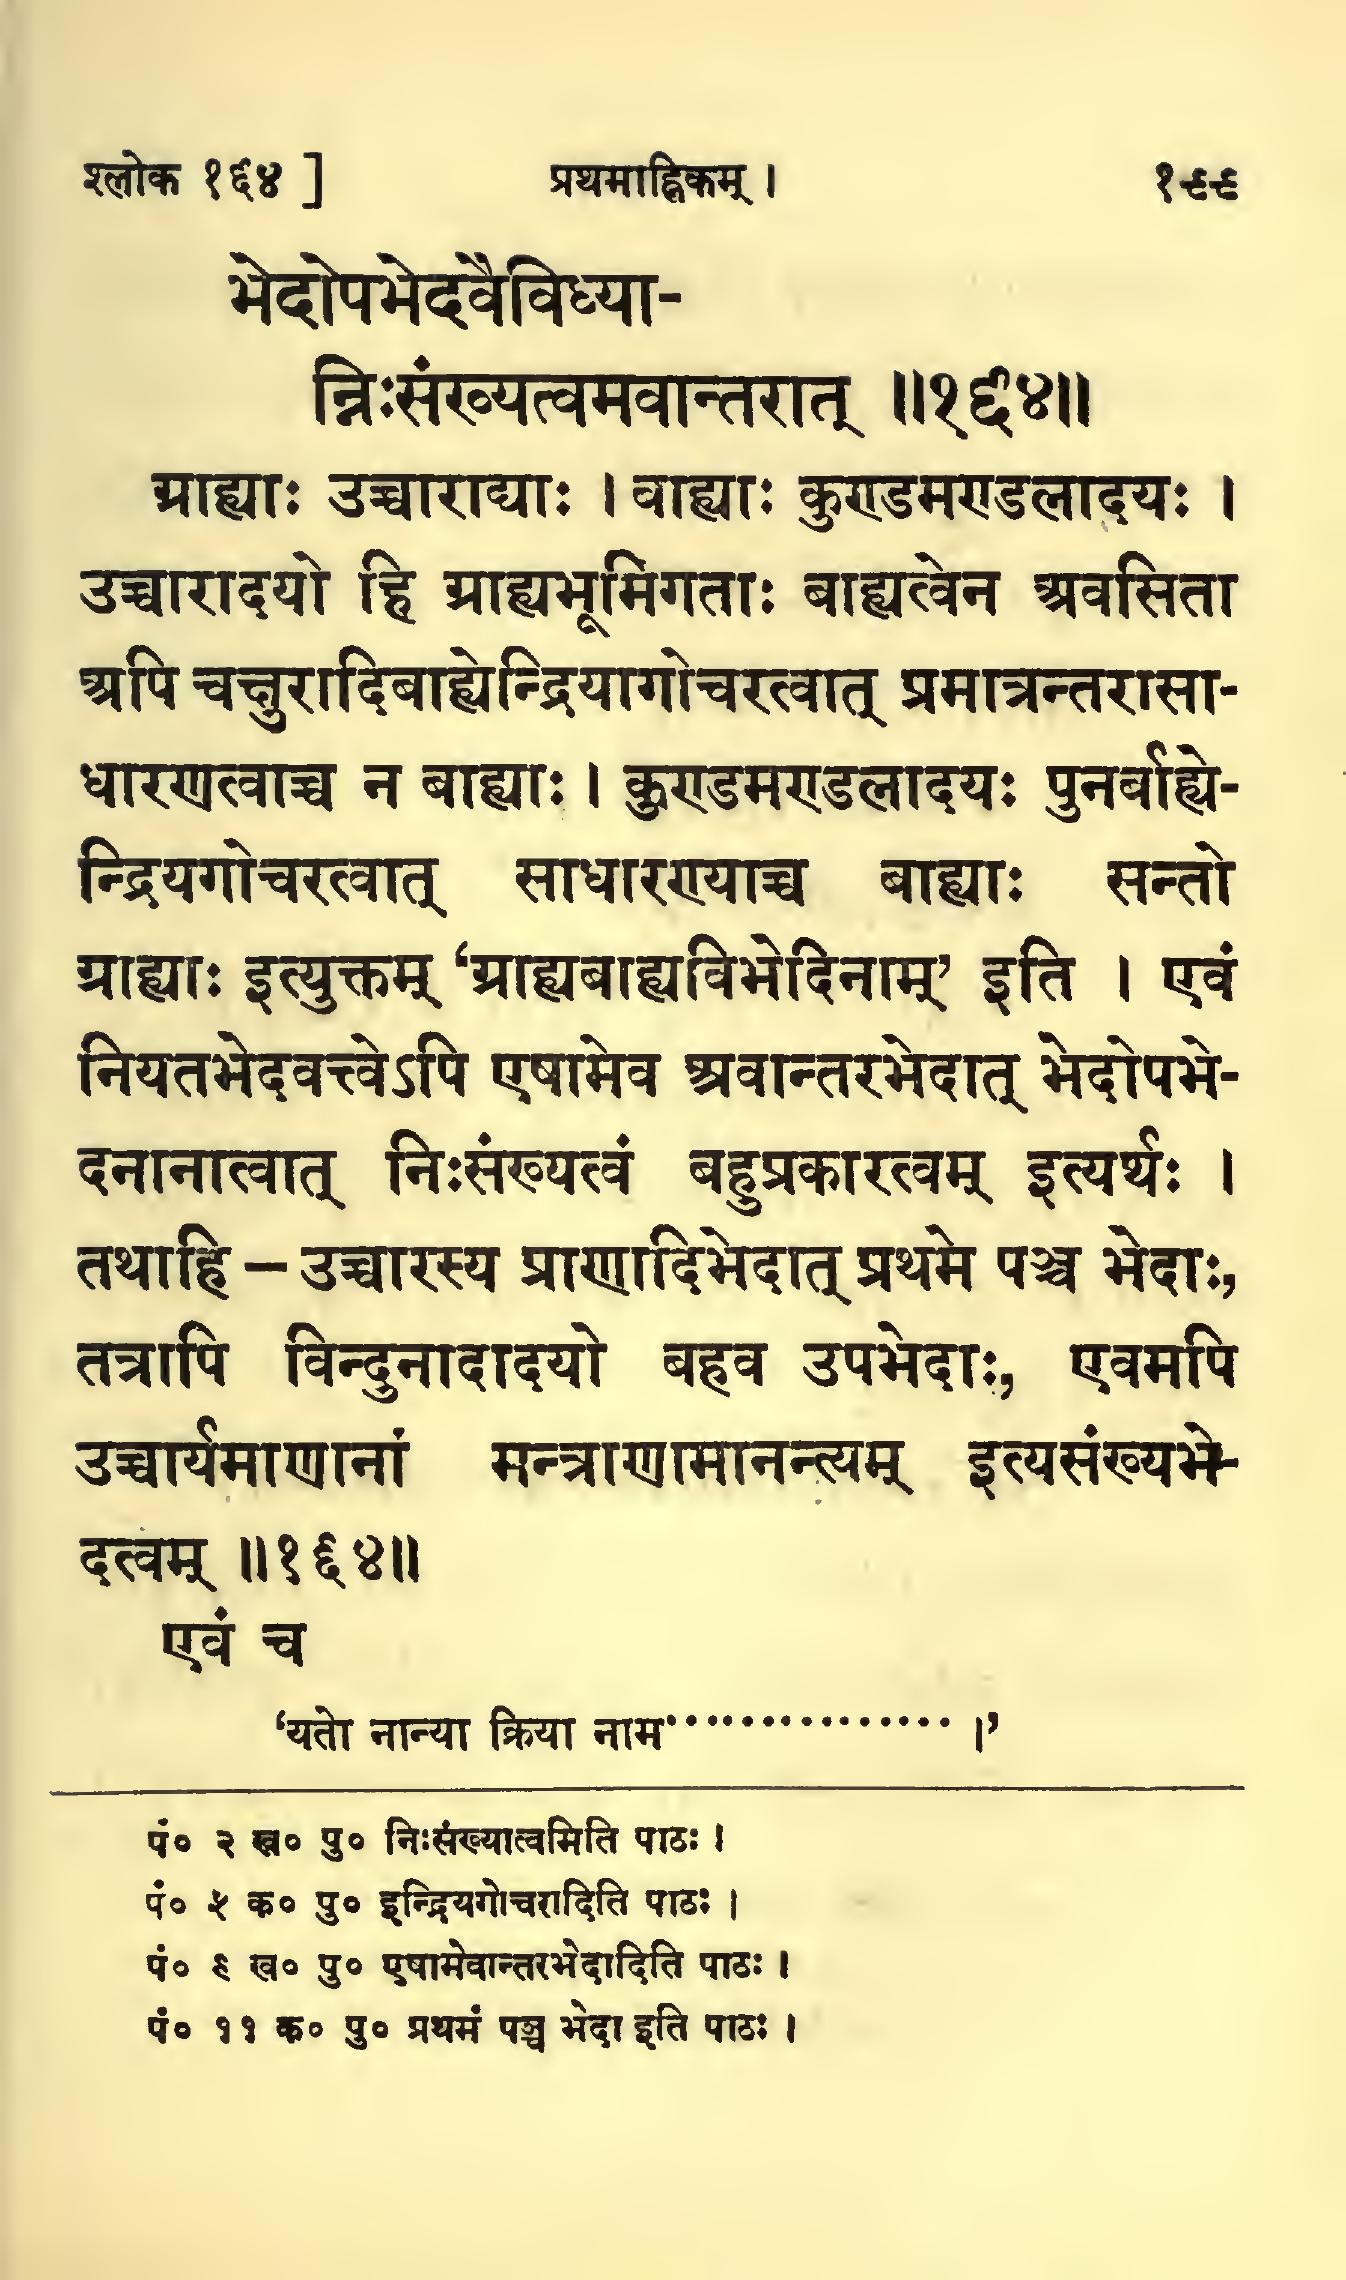 श्लोक १६४ ] प्रथमाह्निकम् । १९९
भेदोपभेदवैविध्या-
न्निःसंख्यत्वमवान्तरात् ॥१६४॥
ग्राह्याः उच्चाराद्याः । वाह्याः कुण्डमण्डलादयः ।
उच्चारादयो हि ग्राह्यभूमिगताः बाह्यत्वेन अवसिता
अपि चक्षुरादिबाह्येन्द्रियागोचरत्वात् प्रमात्रन्तरासा-
धारणत्वाच्च न बाह्याः । कुण्डमण्डलादयः पुनर्बाह्ये-
न्द्रियगोचरत्वात् साधारण्याच्च बाह्याः सन्तो
ग्राह्याः इत्युक्तम् ‘ग्राह्यबाह्यविभेदिनाम्’ इति । एवं
नियतभेदवत्त्वेऽपि एषामेव अवान्तरभेदात् भेदोपभे-
दनानात्वात् निःसंख्यत्वं बहुप्रकारत्वम् इत्यर्थः ।
तथाहि – उच्चारस्य प्राणादिभेदात् प्रथमे पञ्च भेदाः,
तत्रापि विन्दुनादादयो बहव उपभेदाः, एवमपि
उच्चार्यमाणानां मन्त्राणामानन्त्यम् इत्यसंख्यभे-
दत्वम् ॥१६४॥
एवं च
‘यतो नान्या क्रिया नाम··············· ।’
पं० २ ख० पु० निःसंख्यात्वमिति पाठः ।
पं० ५ क० पु० इन्द्रियगोचरादिति पाठः ।
पं० ९ ख० पु० एषामेवान्तरभेदादिति पाठः ।
पं० ११ क० पु० प्रथमं पञ्च भेदा इति पाठः ।